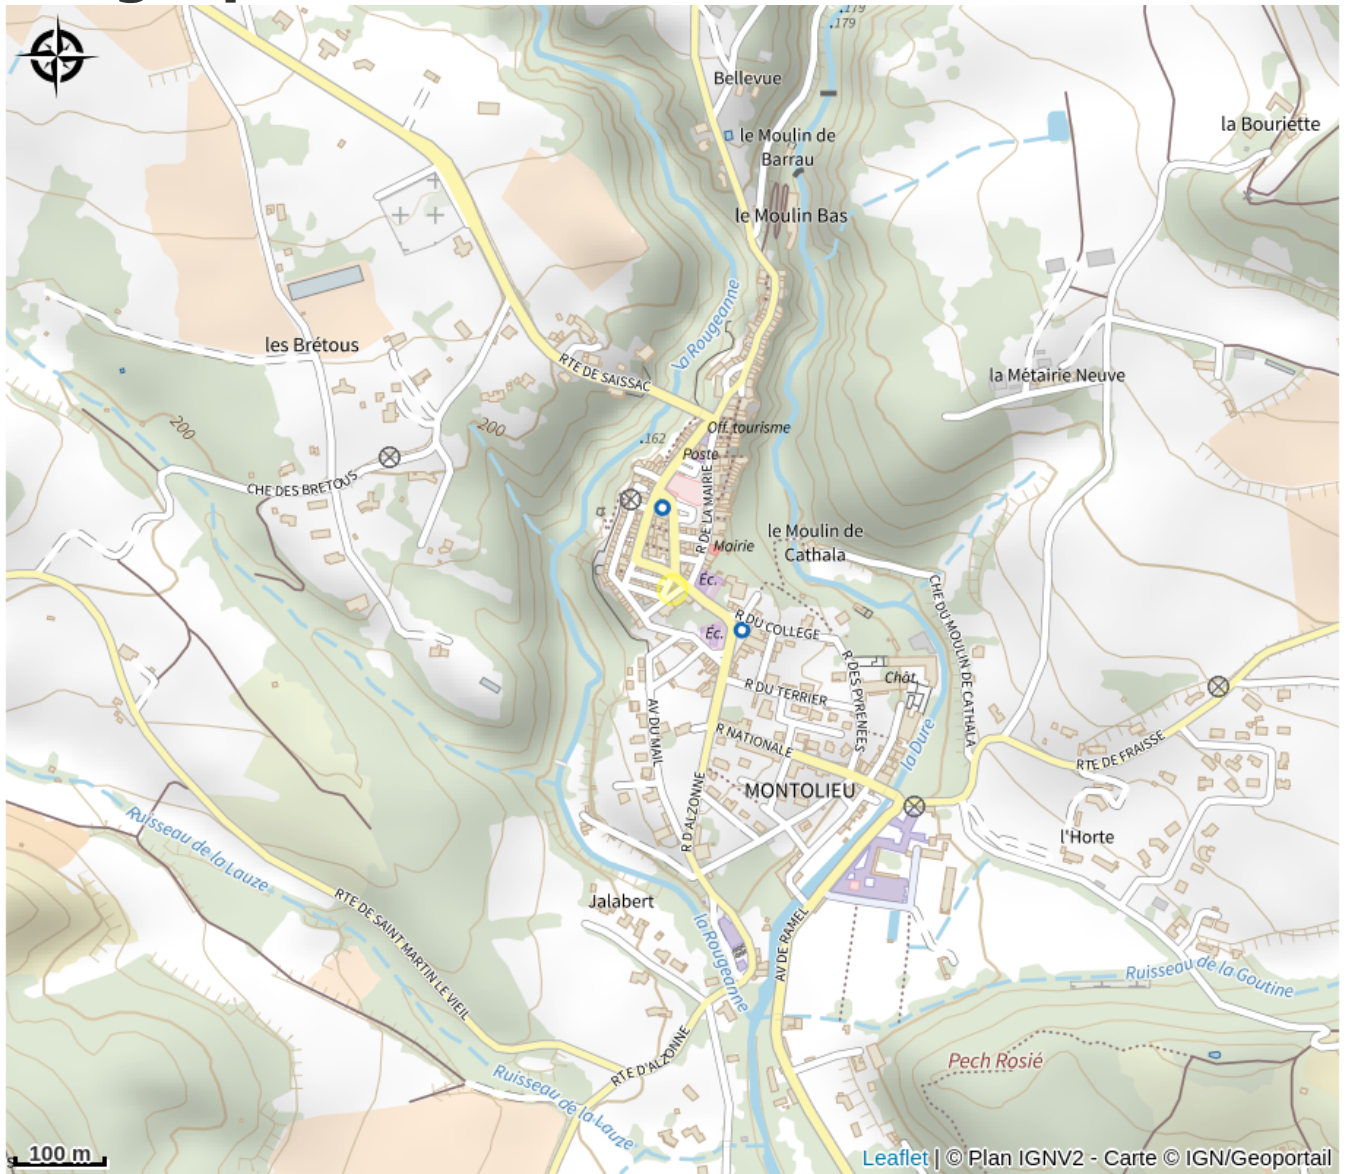 .179
.179
Bellevue
la Bouriette
le Moulin de
Barrau
le Moulin Bas
la Rougeanne
les Brétous
RTE DE SAISSAC
la Métairie Neuve
200
200
.162
Off. tourisme
Poste
CHE DES BRETOUS
R DE LA MAIRIE
le Moulin de
Cathala
Mairie
Éc.
CHE DU MOULIN DE CATHALA
R DU COLLEGE
Éc.
R DES PYRENEES
Chât.
R DU TERRIER
AV DU MAIL
R NATIONALE
la Dure
RTE DE FRAISSE
MONTOLIEU
R D'ALZONNE
Ruisseau de la Lauze
l'Horte
Jalabert
RTE DE SAINT MARTIN LE VIEIL
la Rougeanne
AV DE RAMEL
Ruisseau de la Goutine
RTE D'ALZONNE
Pech Rosié
Ruisseau de la Lauze
100 m
Leaflet | © Plan IGNV2 - Carte © IGN/Geoportail